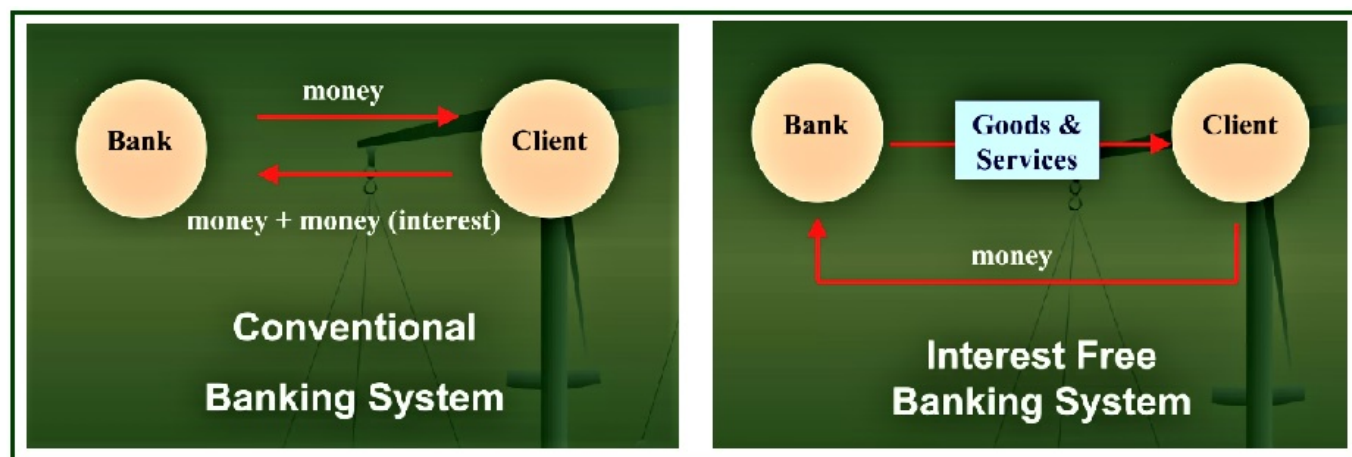 money
Bank
Client
money + money (interest)
Conventional
Banking System
Bank
Goods &
Services
Client
money
Interest Free
Banking System